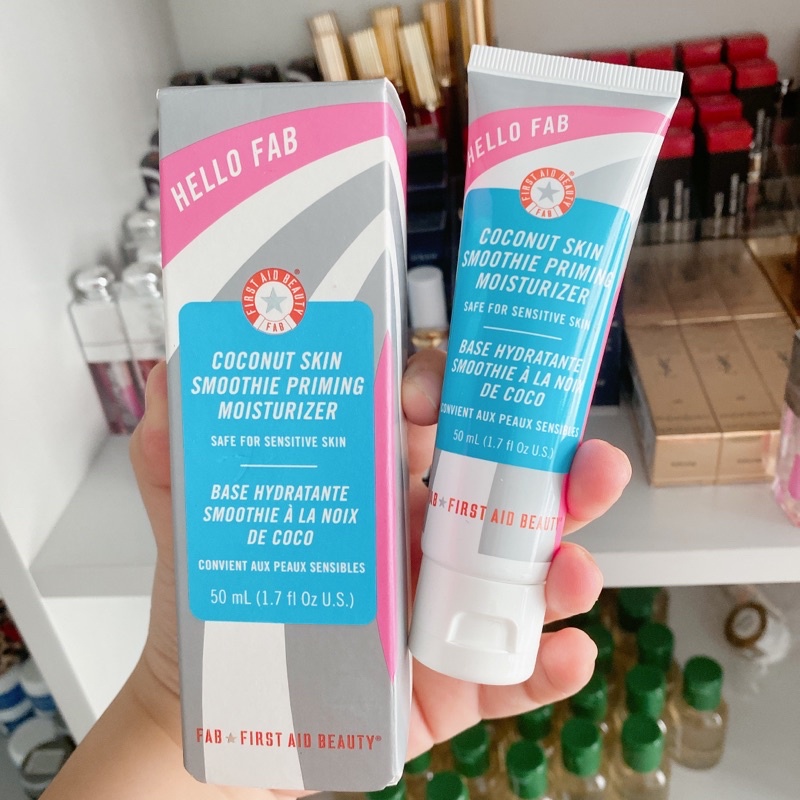 HELLO FAB
FIRST AID BEAUTY®
FAB
COCONUT SKIN
SMOOTHIE PRIMING
MOISTURIZER
SAFE FOR SENSITIVE SKIN
BASE HYDRATANTE
SMOOTHIE À LA NOIX
DE COCO
CONVIENT AUX PEAUX SENSIBLES
50 mL (1.7 fl Oz U.S.)
FAB★FIRST AID BEAUTY®
HELLO FAB
FIRST AID BEAUTY®
FAB
COCONUT SKIN
SMOOTHIE PRIMING
MOISTURIZER
SAFE FOR SENSITIVE SKIN
BASE HYDRATANTE
SMOOTHIE À LA NOIX
DE COCO
CONVIENT AUX PEAUX SENSIBLES
50 mL (1.7 fl Oz U.S.)
FAB★FIRST AID BEAUTY